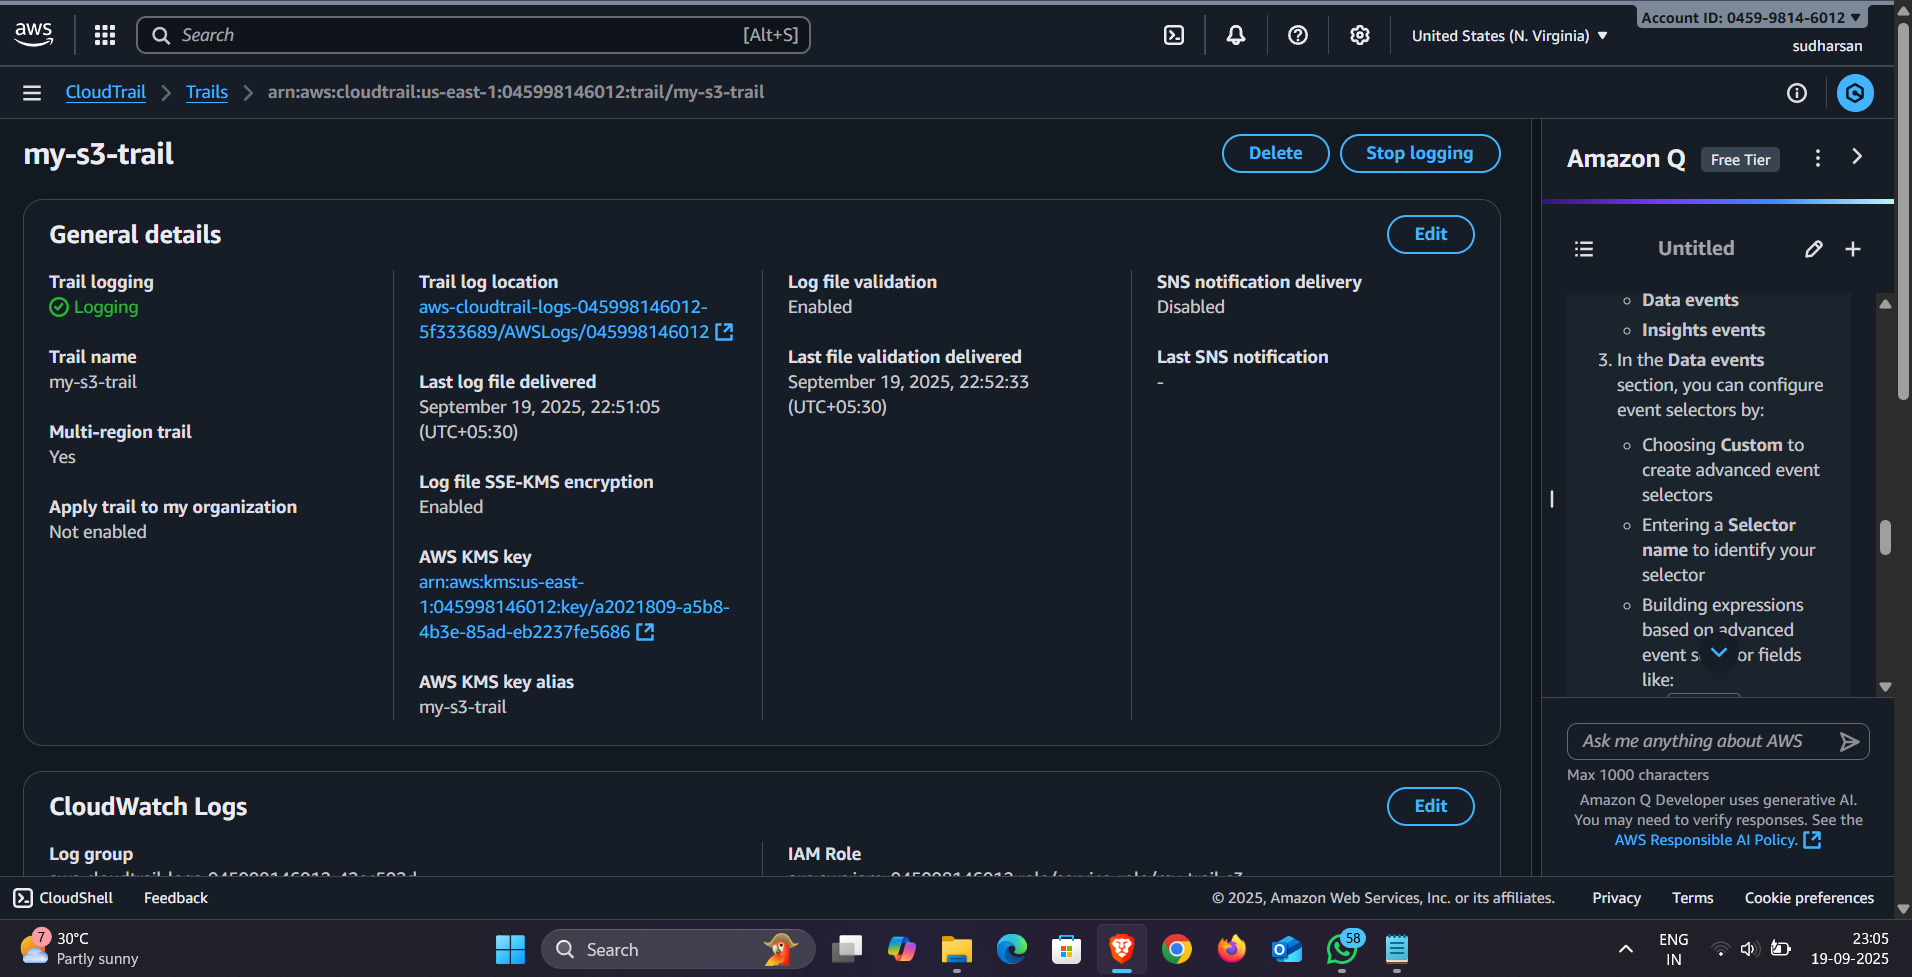 aws
Search
[Alt+S]
United States (N. Virginia)
Account ID: 0459-9814-6012
sudharsan
CloudTrail
Trails
arn:aws:cloudtrail:us-east-1:045998146012:trail/my-s3-trail
my-s3-trail
Delete
Stop logging
General details
Edit
Trail logging
Logging
Trail name
my-s3-trail
Multi-region trail
Yes
Apply trail to my organization
Not enabled
Trail log location
aws-cloudtrail-logs-045998146012-
5f333689/AWSLogs/045998146012
Last log file delivered
September 19, 2025, 22:51:05
(UTC+05:30)
Log file SSE-KMS encryption
Enabled
AWS KMS key
arn:aws:kms:us-east-
1:045998146012:key/a2021809-a5b8-
4b3e-85ad-eb2237fe5686
AWS KMS key alias
my-s3-trail
Log file validation
Enabled
Last file validation delivered
September 19, 2025, 22:52:33
(UTC+05:30)
SNS notification delivery
Disabled
Last SNS notification
-
CloudWatch Logs
Edit
Log group
IAM Role
Amazon Q
Free Tier
Untitled
Data events
Insights events
3. In the Data events
section, you can configure
event selectors by:
Choosing Custom to
create advanced event
selectors
Entering a Selector
name to identify your
selector
Building expressions
based on advanced
event s or fields
like:
Ask me anything about AWS
Max 1000 characters
Amazon Q Developer uses generative AI.
You may need to verify responses. See the
AWS Responsible AI Policy.
CloudShell
Feedback
© 2025, Amazon Web Services, Inc. or its affiliates.
Privacy
Terms
Cookie preferences
7
30°C
Partly sunny
Search
58
ENG
IN
23:05
19-09-2025